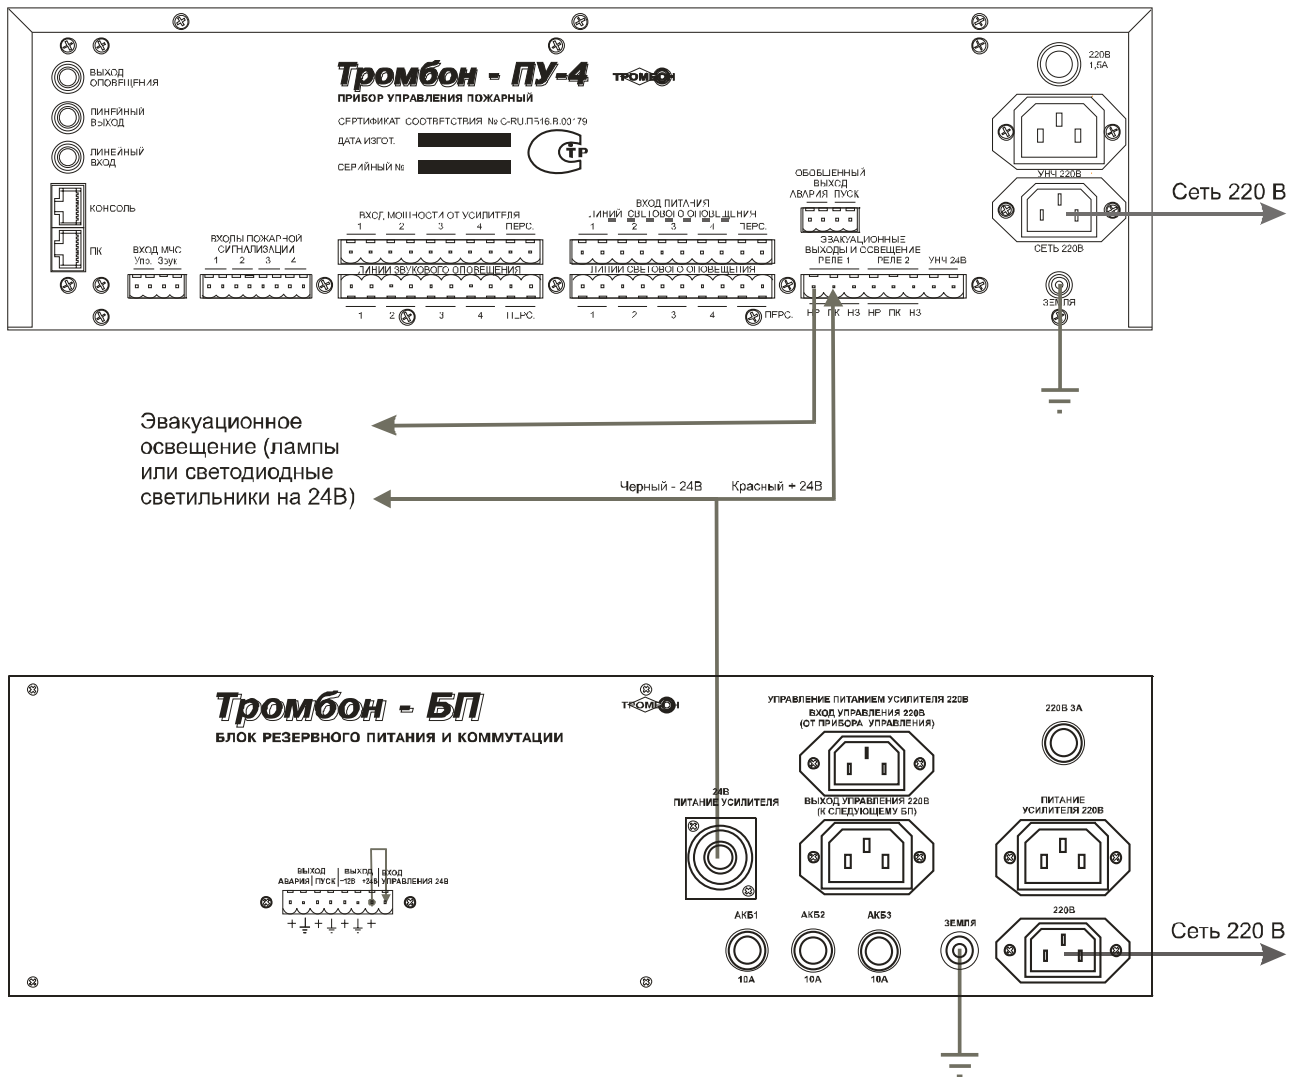 ВЫХОД
ОПОВЕЩЕНИЯ
ЛИНЕЙНЫЙ
ВЫХОД
ЛИНЕЙНЫЙ
ВХОД
КОНСОЛЬ
ПК
Тромбон - ПУ-4
ТРОМБОН
ПРИБОР УПРАВЛЕНИЯ ПОЖАРНЫЙ
СЕРТИФИКАТ СООТВЕТСТВИЯ № C-RU.ПБ16.В.00179
ДАТА ИЗГОТ.
СЕРИЙНЫЙ №
СТР
220В
1,5А
УНЧ 220В
СЕТЬ 220В
ЗЕМЛЯ
Сеть 220 В
ВХОД МЧС
Упр. Звук
ВХОДЫ ПОЖАРНОЙ
СИГНАЛИЗАЦИИ
1 2 3 4
ВХОД МОЩНОСТИ ОТ УСИЛИТЕЛЯ
1 2 3 4 ПЕРС.
ЛИНИИ ЗВУКОВОГО ОПОВЕЩЕНИЯ
1 2 3 4 ПЕРС.
ВХОД ПИТАНИЯ
ЛИНИЙ СВЕТОВОГО ОПОВЕЩЕНИЯ
1 2 3 4 ПЕРС.
ЛИНИИ СВЕТОВОГО ОПОВЕЩЕНИЯ
1 2 3 4 ПЕРС.
ОБОБЩЕННЫЙ
ВЫХОД
АВАРИЯ ПУСК
ЭВАКУАЦИОННЫЕ
ВЫХОДЫ И ОСВЕЩЕНИЕ
РЕЛЕ 1 РЕЛЕ 2 УНЧ 24В
НР ПК НЗ НР ПК НЗ
Эвакуационное
освещение (лампы
или светодиодные
светильники на 24В)
Черный - 24В Красный + 24В
Тромбон - БП
ТРОМБОН
БЛОК РЕЗЕРВНОГО ПИТАНИЯ И КОММУТАЦИИ
УПРАВЛЕНИЕ ПИТАНИЕМ УСИЛИТЕЛЯ 220В
ВХОД УПРАВЛЕНИЯ 220В
(ОТ ПРИБОРА УПРАВЛЕНИЯ)
220В 3А
24В
ПИТАНИЕ УСИЛИТЕЛЯ
ВЫХОД УПРАВЛЕНИЯ 220В
(К СЛЕДУЮЩЕМУ БП)
ПИТАНИЕ
УСИЛИТЕЛЯ 220В
ВЫХОД ВЫХОД ВХОД
АВАРИЯ ПУСК ~12В +24В УПРАВЛЕНИЯ 24В
+ + + +
АКБ1 АКБ2 АКБ3
10А 10А 10А
ЗЕМЛЯ
220В
Сеть 220 В